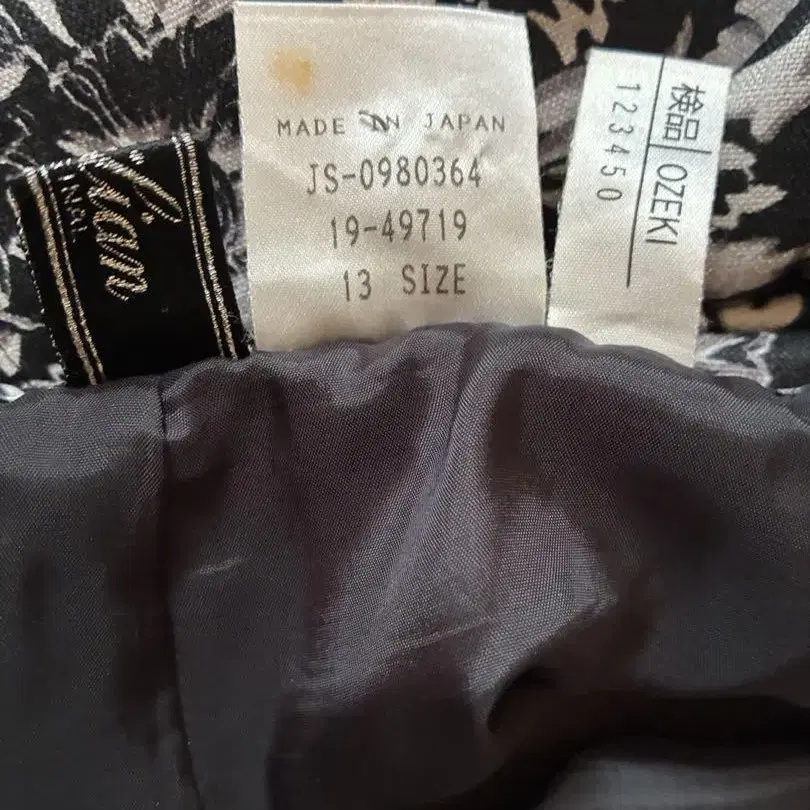 MADE IN JAPAN
JS-0980364
19-49719
13 SIZE
検品 OZEKI
123450